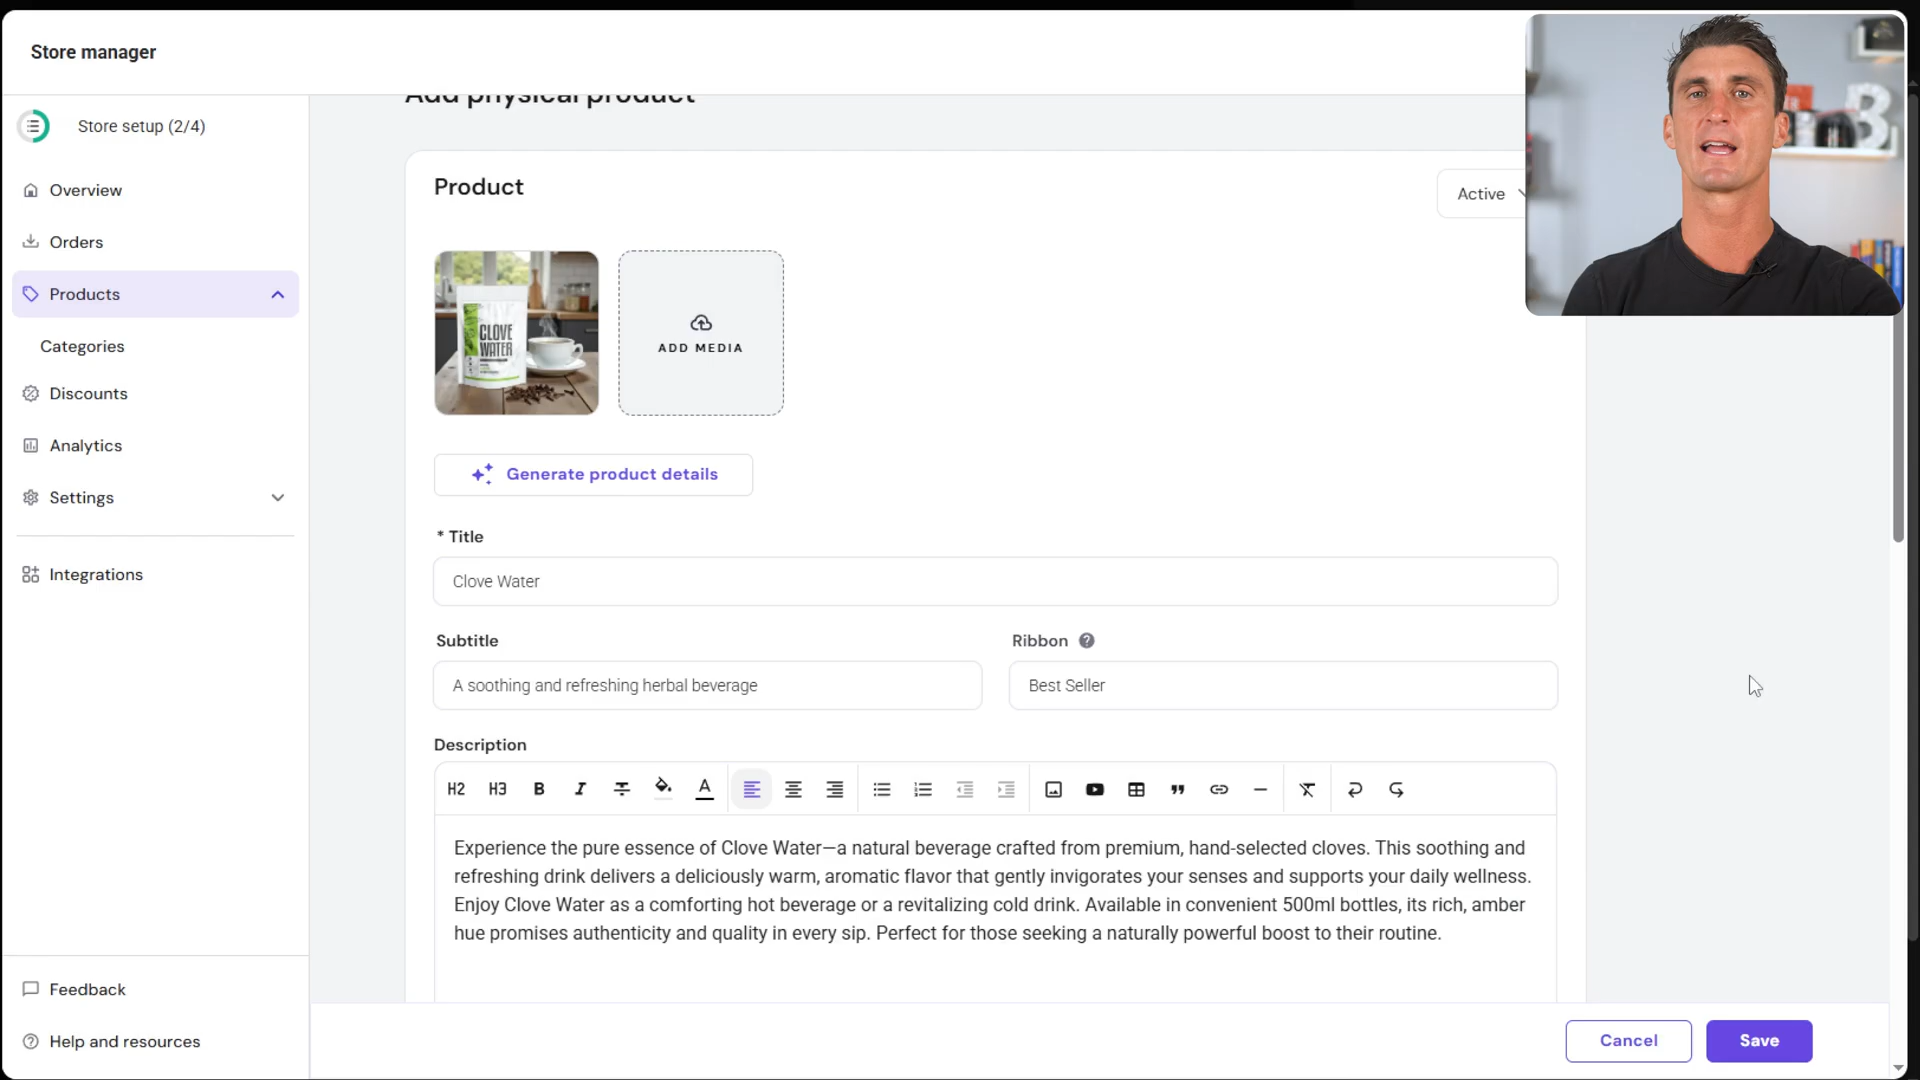 Store manager
Add physical product
Store setup (2/4)
Overview
Orders
Products
Categories
Discounts
Analytics
Settings
Integrations
Feedback
Help and resources
Product
Active
CLOVE
WATER
ADD MEDIA
Generate product details
* Title
Clove Water
Subtitle
Ribbon
A soothing and refreshing herbal beverage
Best Seller
Description
H2 H3 B I A
Experience the pure essence of Clove Water—a natural beverage crafted from premium, hand-selected cloves. This soothing and
refreshing drink delivers a deliciously warm, aromatic flavor that gently invigorates your senses and supports your daily wellness.
Enjoy Clove Water as a comforting hot beverage or a revitalizing cold drink. Available in convenient 500ml bottles, its rich, amber
hue promises authenticity and quality in every sip. Perfect for those seeking a naturally powerful boost to their routine.
Cancel
Save